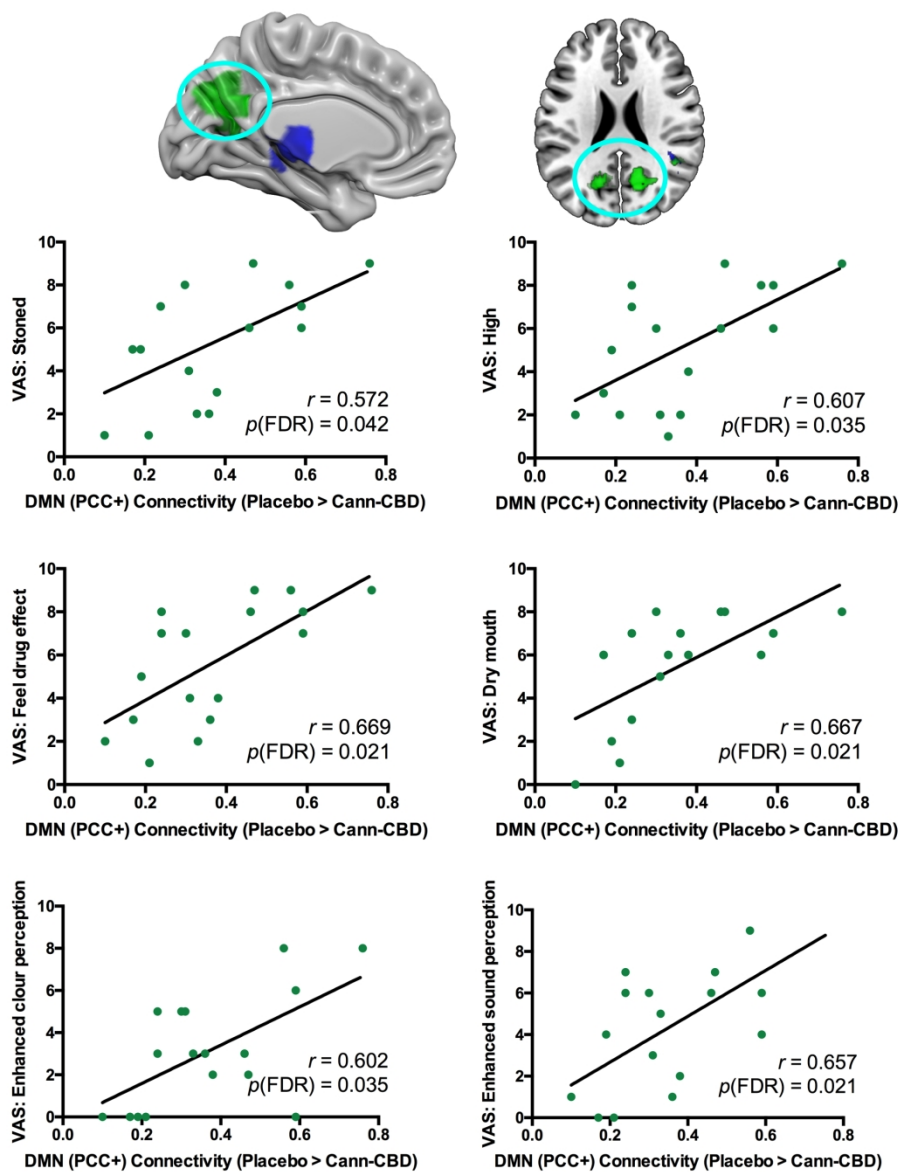 10
8
6
4
2
0
VAS: Stoned
r = 0.572
p(FDR) = 0.042
0.0 0.2 0.4 0.6 0.8
DMN (PCC+) Connectivity (Placebo > Cann-CBD)
10
8
6
4
2
0
VAS: High
r = 0.607
p(FDR) = 0.035
0.0 0.2 0.4 0.6 0.8
DMN (PCC+) Connectivity (Placebo > Cann-CBD)
10
8
6
4
2
0
VAS: Feel drug effect
r = 0.669
p(FDR) = 0.021
0.0 0.2 0.4 0.6 0.8
DMN (PCC+) Connectivity (Placebo > Cann-CBD)
10
8
6
4
2
0
VAS: Dry mouth
r = 0.667
p(FDR) = 0.021
0.0 0.2 0.4 0.6 0.8
DMN (PCC+) Connectivity (Placebo > Cann-CBD)
10
8
6
4
2
0
VAS: Enhanced clour perception
r = 0.602
p(FDR) = 0.035
0.0 0.2 0.4 0.6 0.8
DMN (PCC+) Connectivity (Placebo > Cann-CBD)
10
8
6
4
2
0
VAS: Enhanced sound perception
r = 0.657
p(FDR) = 0.021
0.0 0.2 0.4 0.6 0.8
DMN (PCC+) Connectivity (Placebo > Cann-CBD)